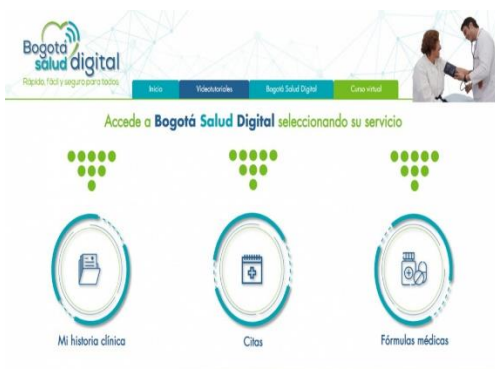 Bogotá
salud digital
Rápido, fácil y seguro para todos
Inicio
Videotutoriales
Bogotá Salud Digital
Curso virtual
Accede a Bogotá Salud Digital seleccionando su servicio
Mi historia clínica
Citas
Fórmulas médicas